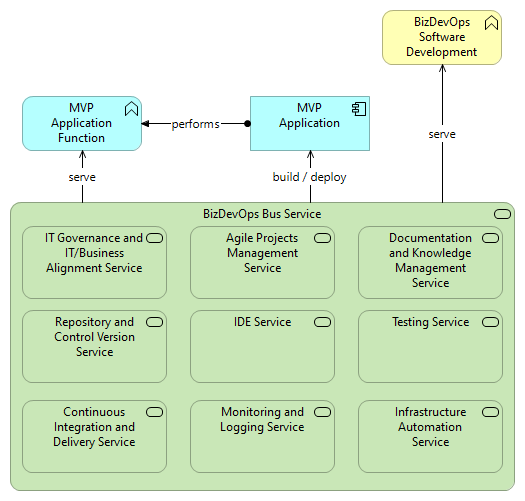 BizDevOps
Software
Development
MVP
Application
Function
performs
MVP
Application
serve
serve
build / deploy
BizDevOps Bus Service
IT Governance and
IT/Business
Alignment Service
Agile Projects
Management
Service
Documentation
and Knowledge
Management
Service
Repository and
Control Version
Service
IDE Service
Testing Service
Continuous
Integration and
Delivery Service
Monitoring and
Logging Service
Infrastructure
Automation
Service